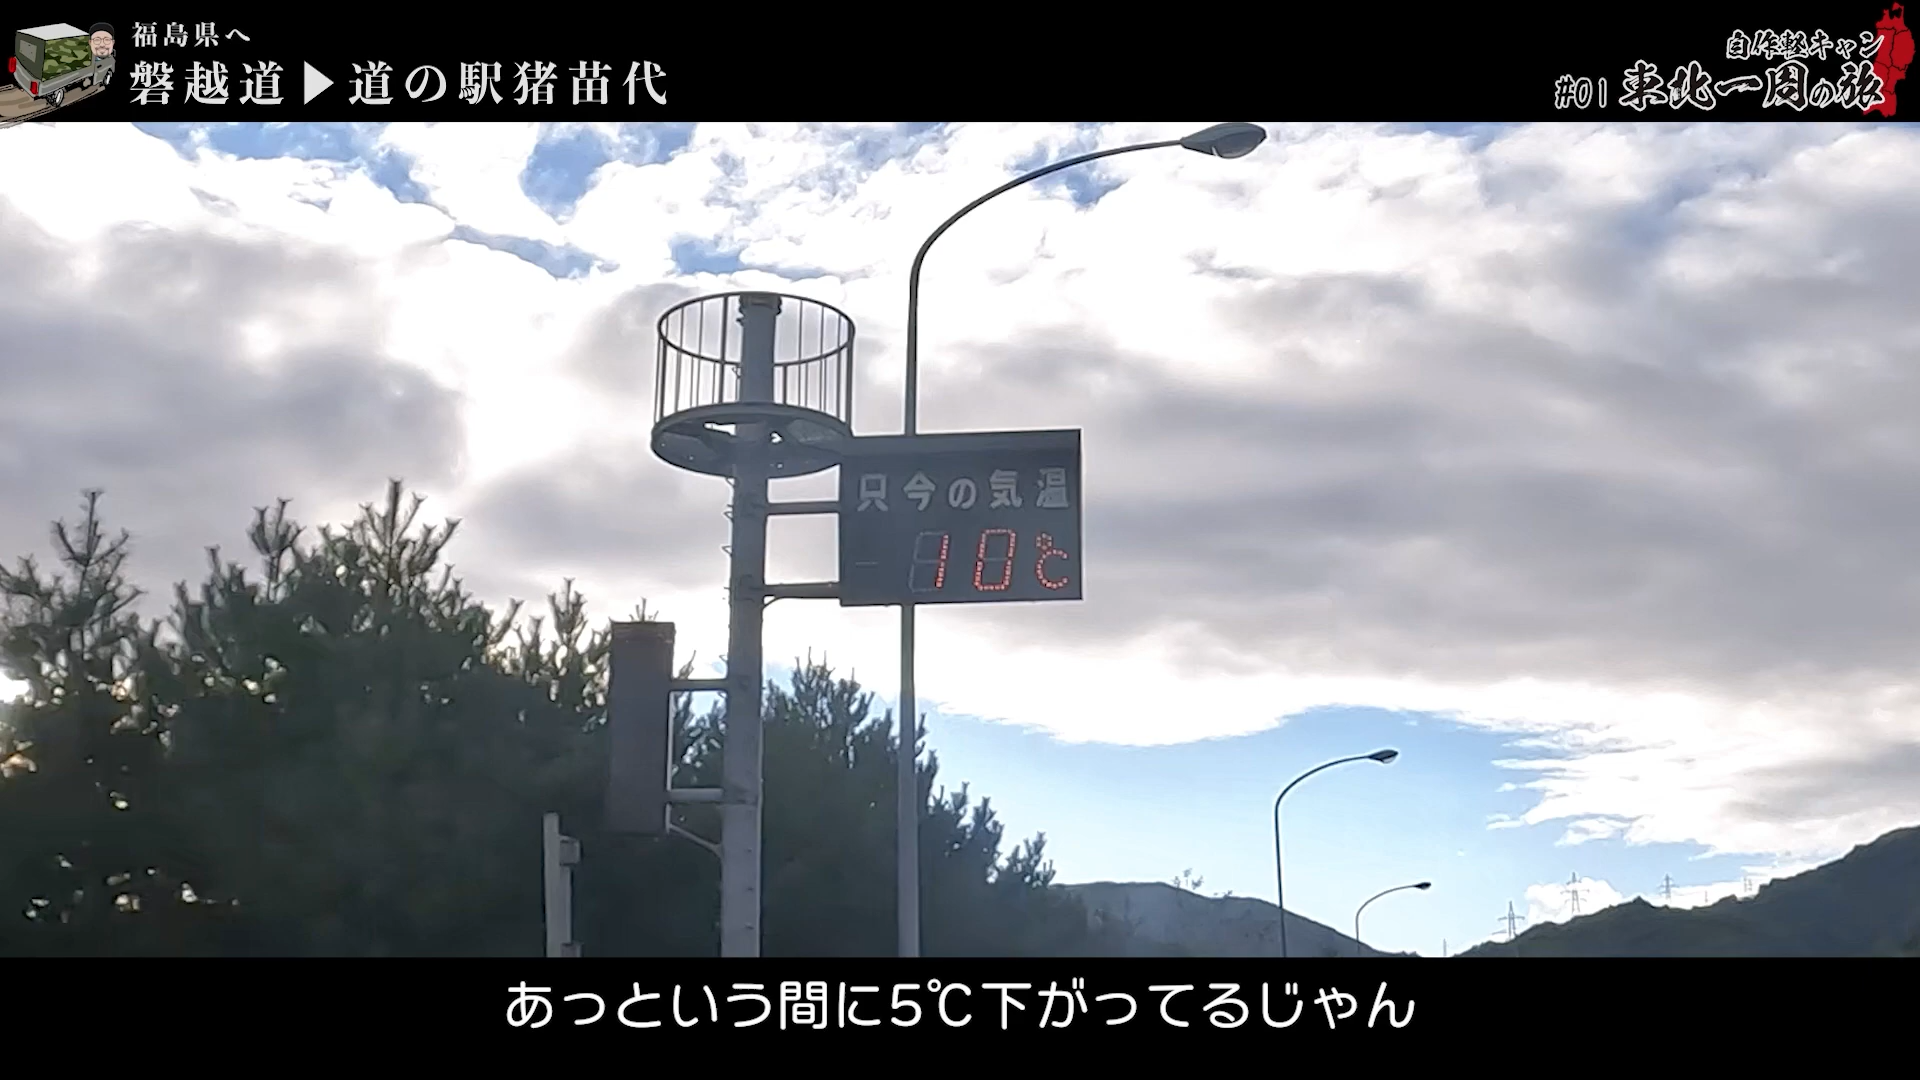 福島県へ
磐越道▶道の駅猪苗代
自作軽キャン
#01 東北一周の旅
只今の気温
10℃
あっという間に5℃下がってるじゃん